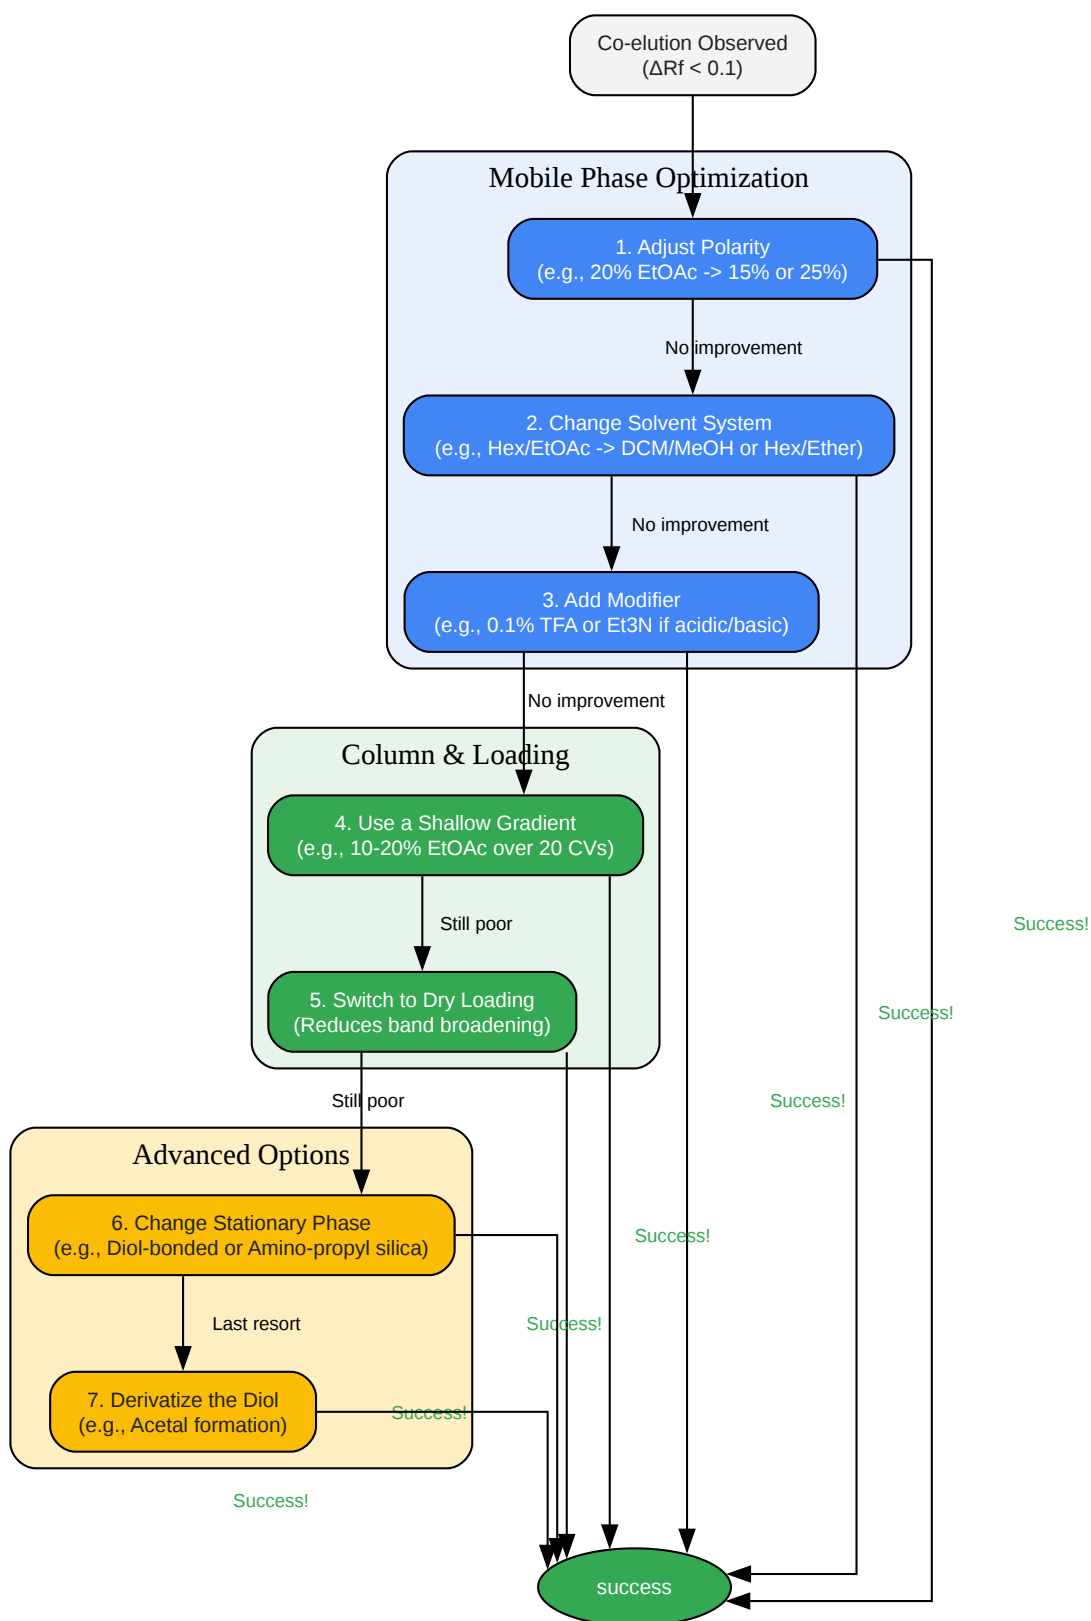 Co-elution Observed
(ΔRf < 0.1)
Mobile Phase Optimization
1. Adjust Polarity
(e.g., 20% EtOAc -> 15% or 25%)
No improvement
2. Change Solvent System
(e.g., Hex/EtOAc -> DCM/MeOH or Hex/Ether)
No improvement
3. Add Modifier
(e.g., 0.1% TFA or Et3N if acidic/basic)
No improvement
Column & Loading
4. Use a Shallow Gradient
(e.g., 10-20% EtOAc over 20 CVs)
Still poor
Success!
5. Switch to Dry Loading
(Reduces band broadening)
Success!
Still poor
Success!
Advanced Options
6. Change Stationary Phase
(e.g., Diol-bonded or Amino-propyl silica)
Success!
Last resort
Success!
7. Derivatize the Diol
(e.g., Acetal formation)
Success!
Success!
success